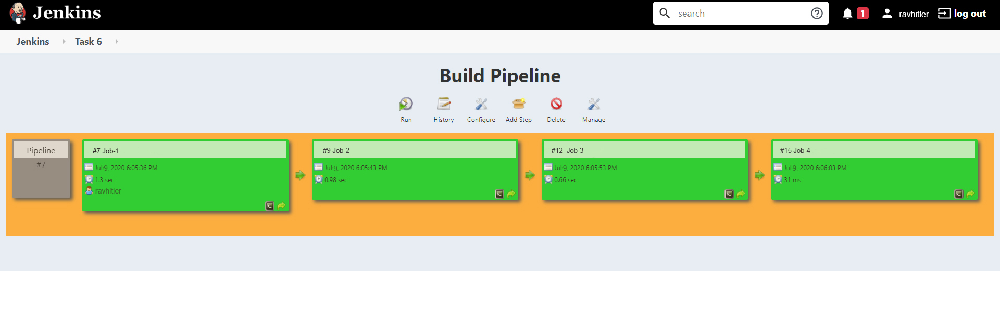 Jenkins
search
1
ravhitler
log out
Jenkins
Task 6
Build Pipeline
Run
History
Configure
Add Step
Delete
Manage
Pipeline
#7
#7 Job-1
Jul 9, 2020 6:05:36 PM
1.3 sec
ravhitler
#9 Job-2
Jul 9, 2020 6:05:43 PM
0.98 sec
#12 Job-3
Jul 9, 2020 6:05:53 PM
0.66 sec
#15 Job-4
Jul 9, 2020 6:06:03 PM
31 ms